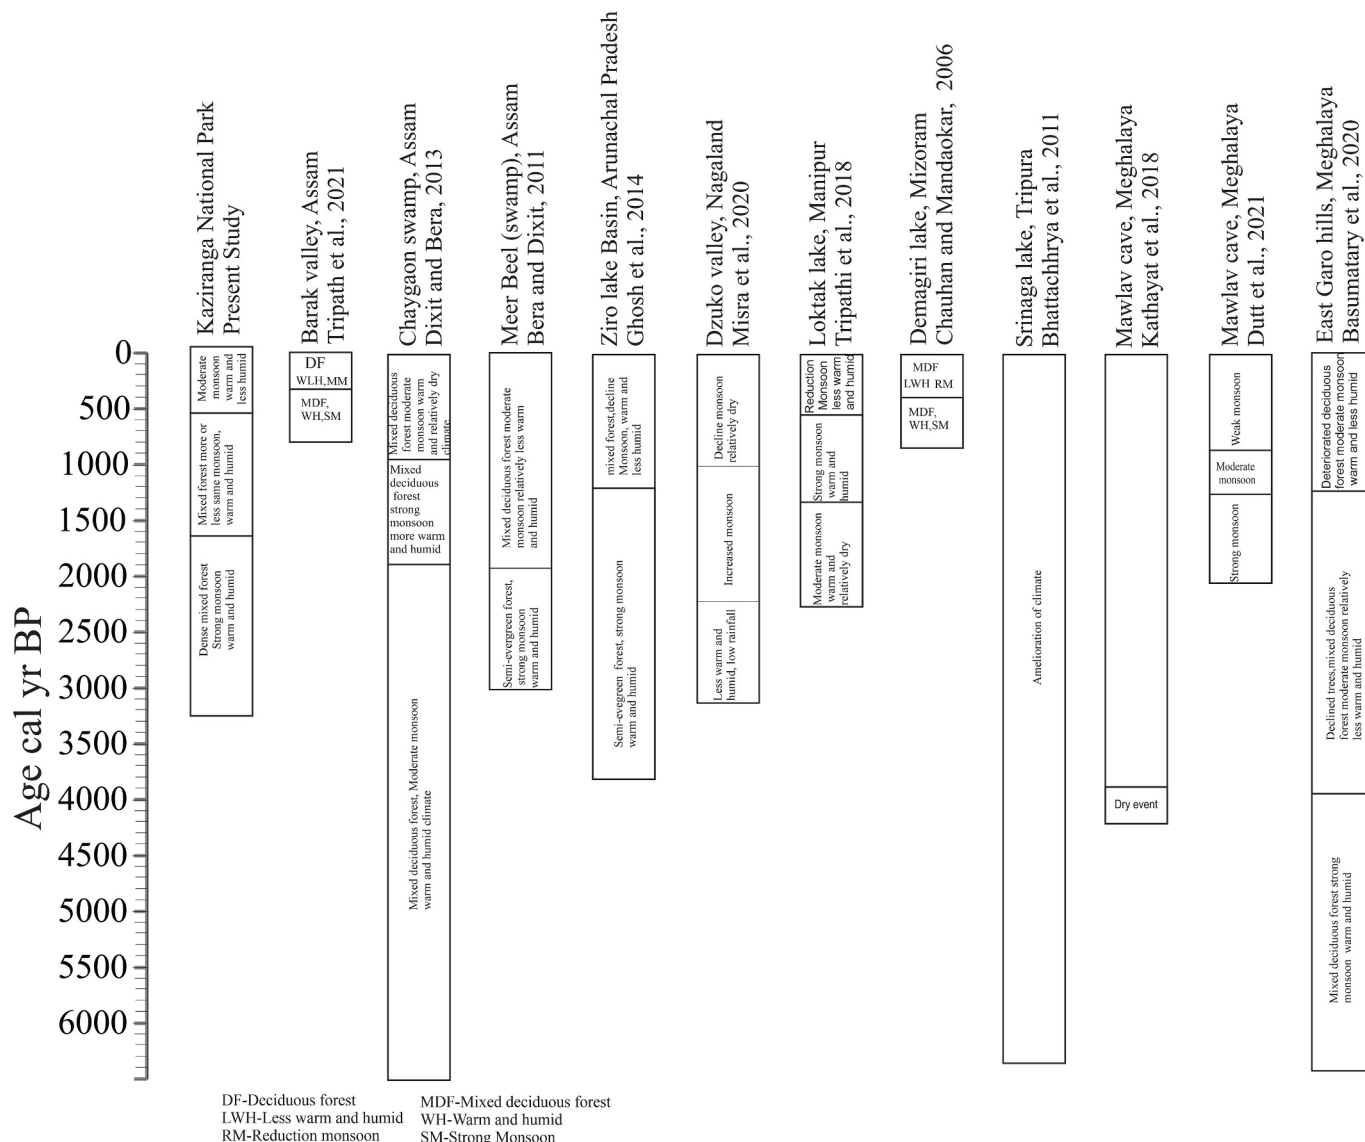 Age cal yr BP
0
500
1000
1500
2000
2500
3000
3500
4000
4500
5000
5500
6000
Kaziranga National Park
Present Study
Moderate
monsoon
warm and
less humid
Mixed forest more or
less same monsoon,
warm and humid
Dense mixed forest
Strong monsoon
warm and humid
Barak valley, Assam
Tripath et al., 2021
DF
WLH,MM
MDF,
WH,SM
Chaygaon swamp, Assam
Dixit and Bera, 2013
Mixed deciduous
forest moderate
monsoon warm
and relatively dry
climate
Mixed
deciduous
forest
strong
monsoon
more warm
and humid
Mixed deciduous forest, Moderate monsoon
warm and humid climate
Meer Beel (swamp), Assam
Bera and Dixit, 2011
Mixed deciduous forest moderate
monsoon relatively less warm
and humid
Semi-evergreen forest,
strong monsoon
warm and humid
Ziro lake Basin, Arunachal Pradesh
Ghosh et al., 2014
mixed forest,decline
Monsoon, warm and
less humid
Semi-evegreen forest, strong monsoon
warm and humid
Dzuko valley, Nagaland
Misra et al., 2020
Decline monsoon
relatively dry
Increased monsoon
Less warm and
humid, low rainfall
Loktak lake, Manipur
Tripathi et al., 2018
Reduction
Monsoon
less warm
and humid
Strong monsoon
warm and
humid
Moderate monsoon
warm and
relatively dry
Demagiri lake, Mizoram
Chauhan and Mandaokar, 2006
MDF
LWH RM
MDF,
WH,SM
Srinaga lake, Tripura
Bhattachhrya et al., 2011
Amelioration of climate
Mawlav cave, Meghalaya
Kathayat et al., 2018
Dry event
Mawlav cave, Meghalaya
Dutt et al., 2021
Weak monsoon
Moderate
monsoon
Strong monsoon
East Garo hills, Meghalaya
Basumatary et al., 2020
Deteriorated deciduous
forest moderate monsoon
warm and less humid
Declined trees,mixed deciduous
forest moderate monsoon relatively
less warm and humid
Mixed deciduous forest strong
monsoon warm and humid
DF-Deciduous forest
MDF-Mixed deciduous forest
LWH-Less warm and humid
WH-Warm and humid
RM-Reduction monsoon
SM-Strong Monsoon